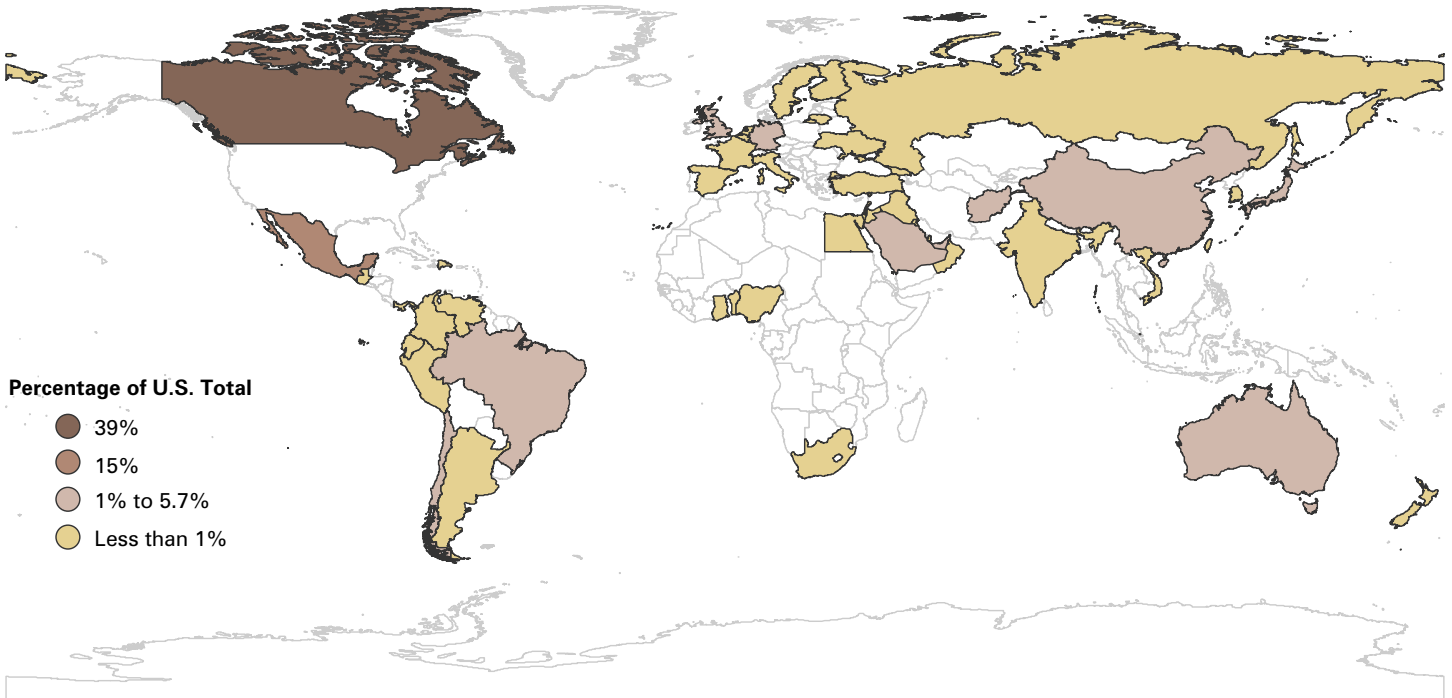 Percentage of U.S. Total
39%
15%
1% to 5.7%
Less than 1%